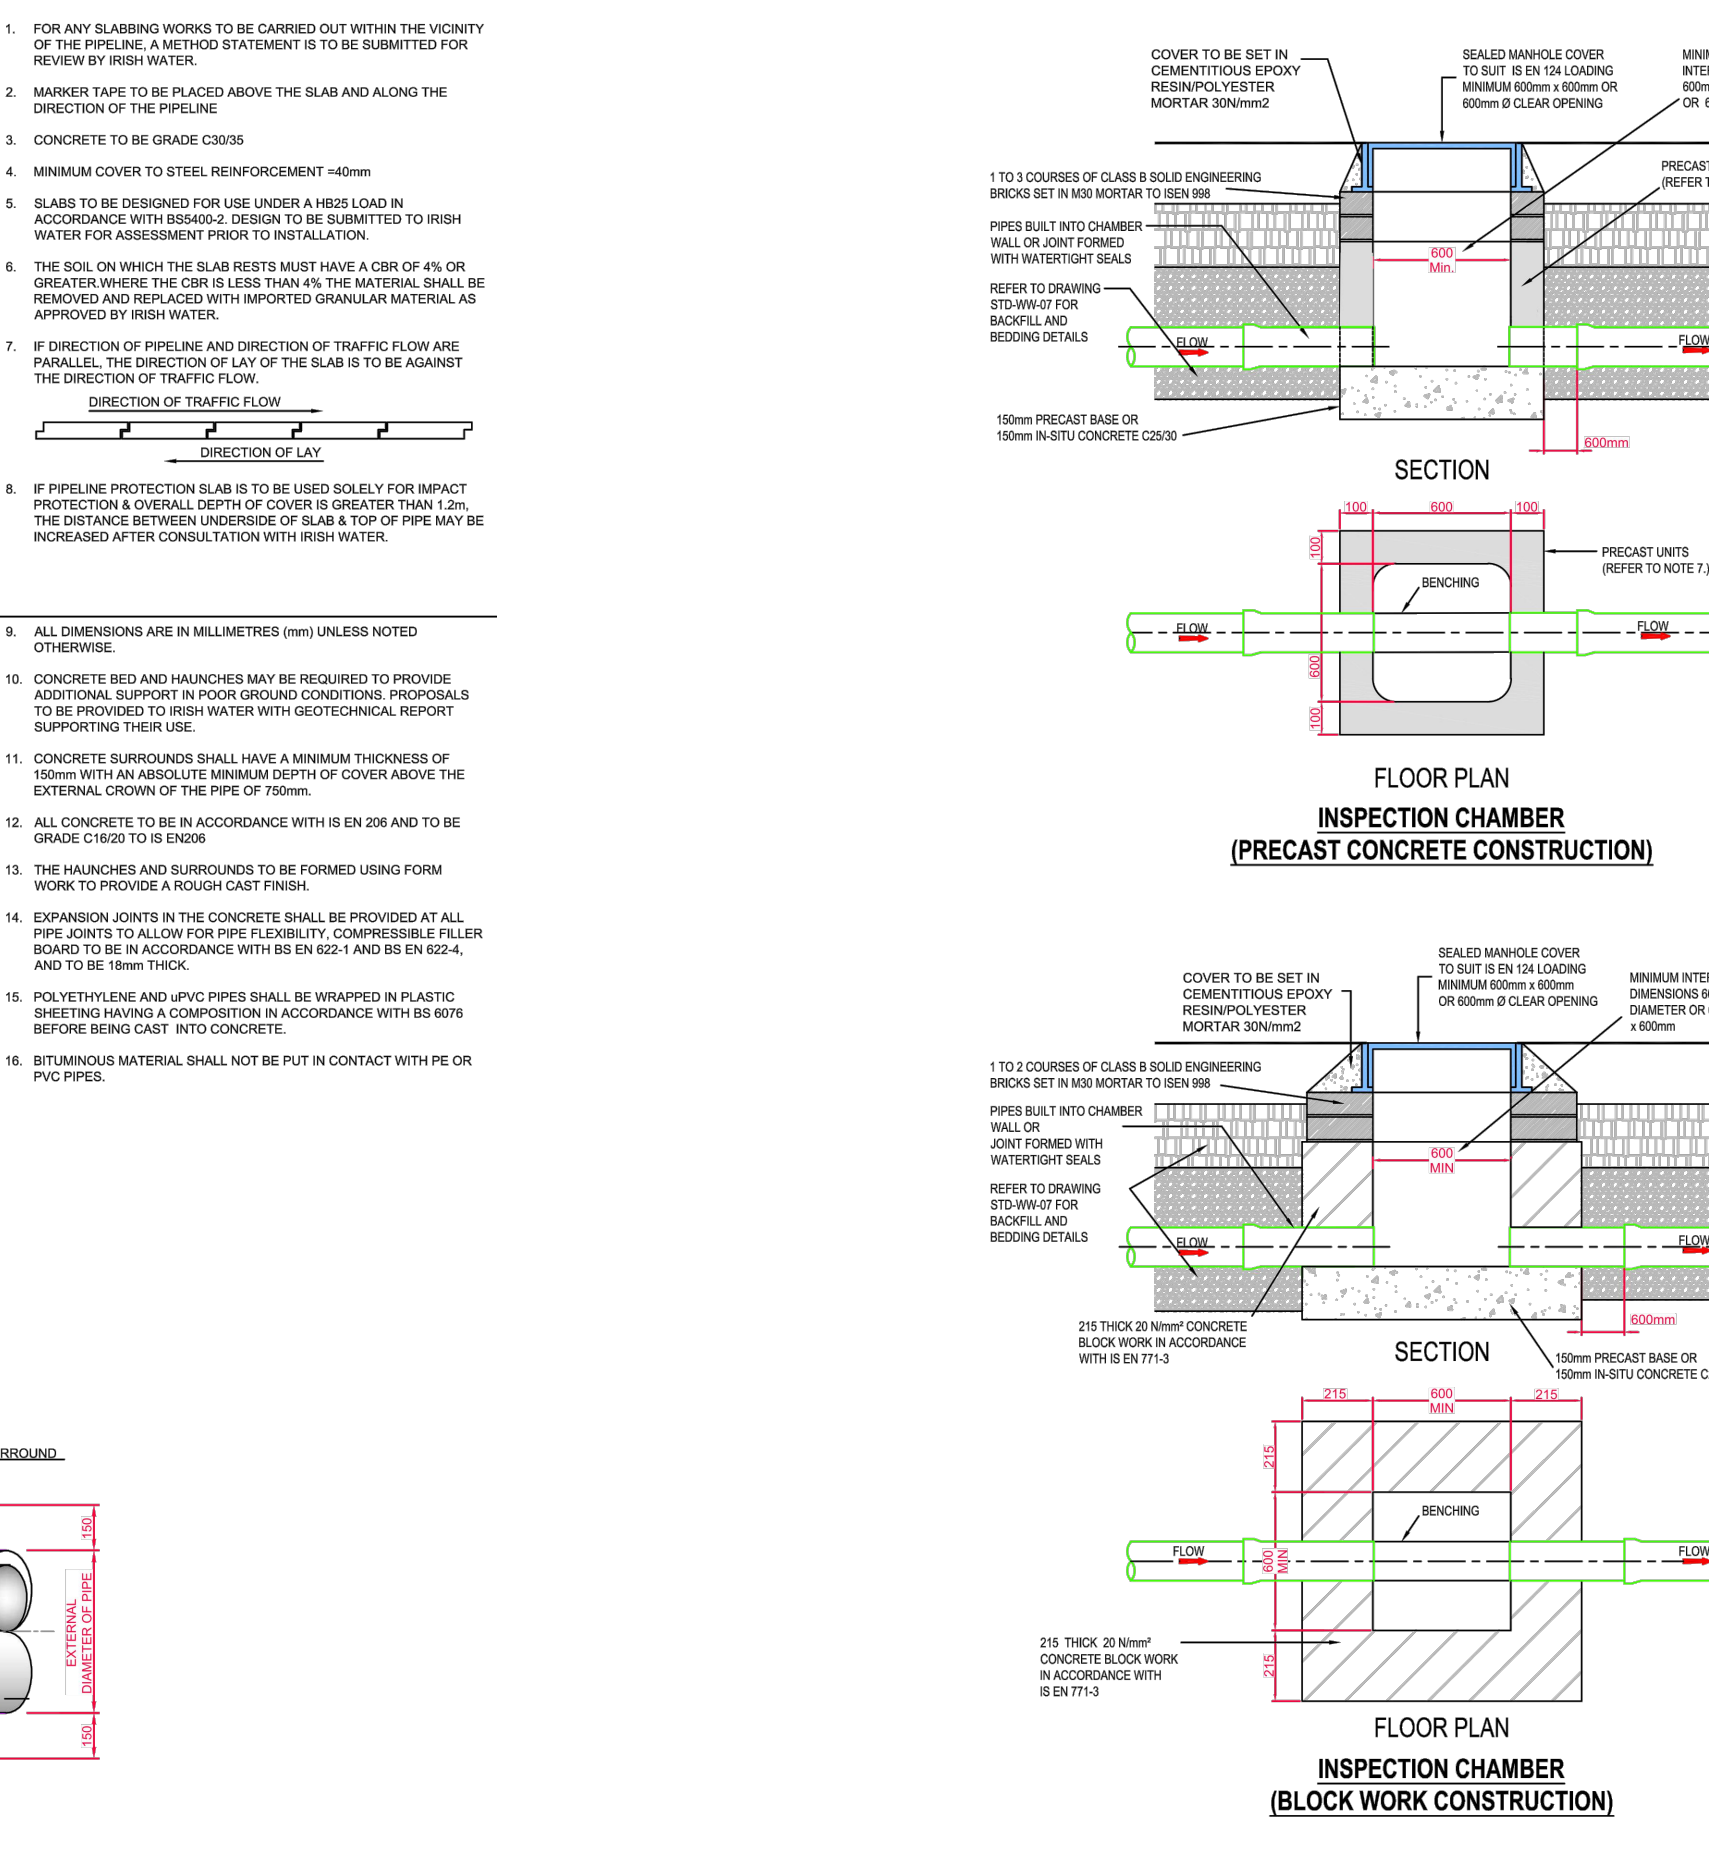 1. FOR ANY SLABBING WORKS TO BE CARRIED OUT WITHIN THE VICINITY
OF THE PIPELINE, A METHOD STATEMENT IS TO BE SUBMITTED FOR
REVIEW BY IRISH WATER.
2. MARKER TAPE TO BE PLACED ABOVE THE SLAB AND ALONG THE
DIRECTION OF THE PIPELINE
3. CONCRETE TO BE GRADE C30/35
4. MINIMUM COVER TO STEEL REINFORCEMENT =40mm
5. SLABS TO BE DESIGNED FOR USE UNDER A HB25 LOAD IN
ACCORDANCE WITH BS5400-2. DESIGN TO BE SUBMITTED TO IRISH
WATER FOR ASSESSMENT PRIOR TO INSTALLATION.
6. THE SOIL ON WHICH THE SLAB RESTS MUST HAVE A CBR OF 4% OR
GREATER.WHERE THE CBR IS LESS THAN 4% THE MATERIAL SHALL BE
REMOVED AND REPLACED WITH IMPORTED GRANULAR MATERIAL AS
APPROVED BY IRISH WATER.
7. IF DIRECTION OF PIPELINE AND DIRECTION OF TRAFFIC FLOW ARE
PARALLEL, THE DIRECTION OF LAY OF THE SLAB IS TO BE AGAINST
THE DIRECTION OF TRAFFIC FLOW.
DIRECTION OF TRAFFIC FLOW
DIRECTION OF LAY
8. IF PIPELINE PROTECTION SLAB IS TO BE USED SOLELY FOR IMPACT
PROTECTION & OVERALL DEPTH OF COVER IS GREATER THAN 1.2m,
THE DISTANCE BETWEEN UNDERSIDE OF SLAB & TOP OF PIPE MAY BE
INCREASED AFTER CONSULTATION WITH IRISH WATER.
9. ALL DIMENSIONS ARE IN MILLIMETRES (mm) UNLESS NOTED
OTHERWISE.
10. CONCRETE BED AND HAUNCHES MAY BE REQUIRED TO PROVIDE
ADDITIONAL SUPPORT IN POOR GROUND CONDITIONS. PROPOSALS
TO BE PROVIDED TO IRISH WATER WITH GEOTECHNICAL REPORT
SUPPORTING THEIR USE.
11. CONCRETE SURROUNDS SHALL HAVE A MINIMUM THICKNESS OF
150mm WITH AN ABSOLUTE MINIMUM DEPTH OF COVER ABOVE THE
EXTERNAL CROWN OF THE PIPE OF 750mm.
12. ALL CONCRETE TO BE IN ACCORDANCE WITH IS EN 206 AND TO BE
GRADE C16/20 TO IS EN206
13. THE HAUNCHES AND SURROUNDS TO BE FORMED USING FORM
WORK TO PROVIDE A ROUGH CAST FINISH.
14. EXPANSION JOINTS IN THE CONCRETE SHALL BE PROVIDED AT ALL
PIPE JOINTS TO ALLOW FOR PIPE FLEXIBILITY, COMPRESSIBLE FILLER
BOARD TO BE IN ACCORDANCE WITH BS EN 622-1 AND BS EN 622-4,
AND TO BE 18mm THICK.
15. POLYETHYLENE AND uPVC PIPES SHALL BE WRAPPED IN PLASTIC
SHEETING HAVING A COMPOSITION IN ACCORDANCE WITH BS 6076
BEFORE BEING CAST INTO CONCRETE.
16. BITUMINOUS MATERIAL SHALL NOT BE PUT IN CONTACT WITH PE OR
PVC PIPES.
RROUND
150
EXTERNAL
DIAMETER OF PIPE
150
COVER TO BE SET IN
CEMENTITIOUS EPOXY
RESIN/POLYESTER
MORTAR 30N/mm2
SEALED MANHOLE COVER
TO SUIT IS EN 124 LOADING
MINIMUM 600mm x 600mm OR
600mm Ø CLEAR OPENING
MINI
INTE
600m
OR 6
1 TO 3 COURSES OF CLASS B SOLID ENGINEERING
BRICKS SET IN M30 MORTAR TO ISEN 998
PRECAST
(REFER T
PIPES BUILT INTO CHAMBER
WALL OR JOINT FORMED
WITH WATERTIGHT SEALS
600
Min.
REFER TO DRAWING
STD-WW-07 FOR
BACKFILL AND
BEDDING DETAILS
FLOW
FLOW
150mm PRECAST BASE OR
150mm IN-SITU CONCRETE C25/30
600mm
SECTION
100
600
100
100
PRECAST UNITS
(REFER TO NOTE 7.)
BENCHING
FLOW
FLOW
600
100
FLOOR PLAN
INSPECTION CHAMBER
(PRECAST CONCRETE CONSTRUCTION)
COVER TO BE SET IN
CEMENTITIOUS EPOXY
RESIN/POLYESTER
MORTAR 30N/mm2
SEALED MANHOLE COVER
TO SUIT IS EN 124 LOADING
MINIMUM 600mm x 600mm
OR 600mm Ø CLEAR OPENING
MINIMUM INTE
DIMENSIONS 6
DIAMETER OR
x 600mm
1 TO 2 COURSES OF CLASS B SOLID ENGINEERING
BRICKS SET IN M30 MORTAR TO ISEN 998
PIPES BUILT INTO CHAMBER
WALL OR
JOINT FORMED WITH
WATERTIGHT SEALS
600
MIN
REFER TO DRAWING
STD-WW-07 FOR
BACKFILL AND
BEDDING DETAILS
FLOW
FLOW
215 THICK 20 N/mm² CONCRETE
BLOCK WORK IN ACCORDANCE
WITH IS EN 771-3
600mm
SECTION
150mm PRECAST BASE OR
150mm IN-SITU CONCRETE C
215
600
MIN
215
215
BENCHING
FLOW
FLOW
600
MIN
215
215 THICK 20 N/mm²
CONCRETE BLOCK WORK
IN ACCORDANCE WITH
IS EN 771-3
FLOOR PLAN
INSPECTION CHAMBER
(BLOCK WORK CONSTRUCTION)